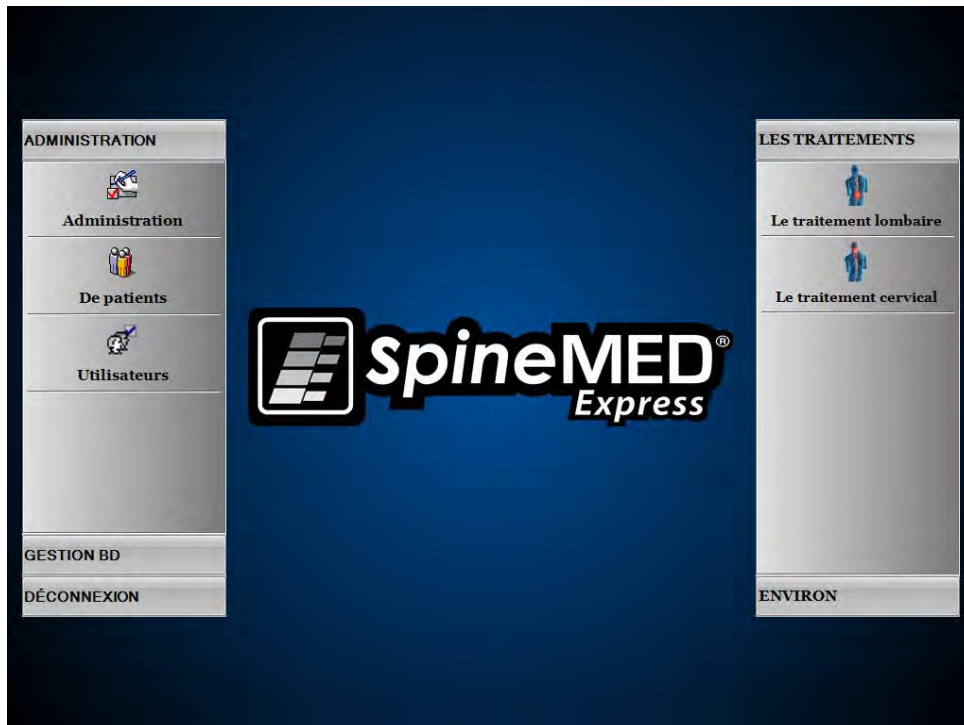 ADMINISTRATION
Administration
De patients
Utilisateurs
GESTION BD
DÉCONNEXION
SpineMED®
Express
LES TRAITEMENTS
Le traitement lombaire
Le traitement cervical
ENVIRON